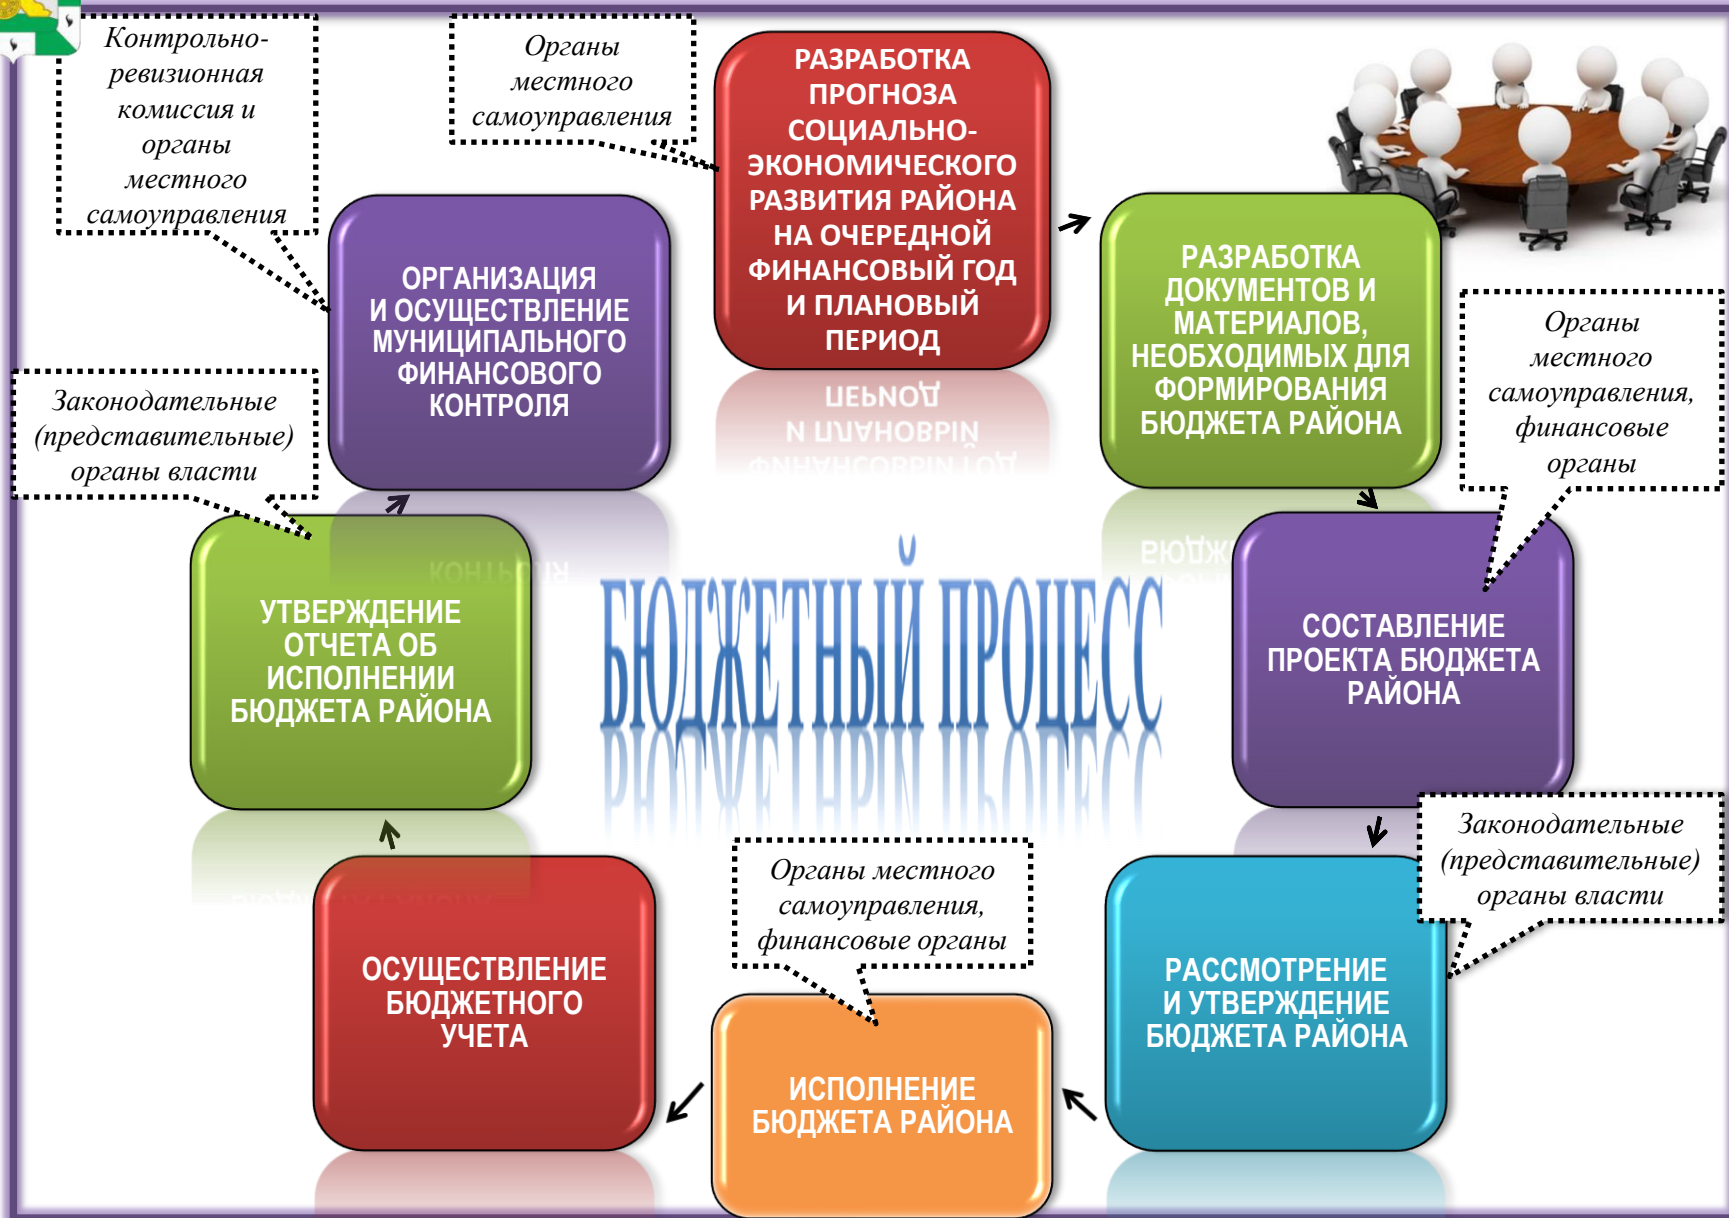 Контрольно-
ревизионная
комиссия и
органы
местного
самоуправления
Органы
местного
самоуправления
РАЗРАБОТКА
ПРОГНОЗА
СОЦИАЛЬНО-
ЭКОНОМИЧЕСКОГО
РАЗВИТИЯ РАЙОНА
НА ОЧЕРЕДНОЙ
ФИНАНСОВЫЙ ГОД
И ПЛАНОВЫЙ
ПЕРИОД
РАЗРАБОТКА
ДОКУМЕНТОВ И
МАТЕРИАЛОВ,
НЕОБХОДИМЫХ ДЛЯ
ФОРМИРОВАНИЯ
БЮДЖЕТА РАЙОНА
Органы
местного
самоуправления,
финансовые
органы
СОСТАВЛЕНИЕ
ПРОЕКТА БЮДЖЕТА
РАЙОНА
Законодательные
(представительные)
органы власти
РАССМОТРЕНИЕ
И УТВЕРЖДЕНИЕ
БЮДЖЕТА РАЙОНА
Органы местного
самоуправления,
финансовые органы
ИСПОЛНЕНИЕ
БЮДЖЕТА РАЙОНА
ОСУЩЕСТВЛЕНИЕ
БЮДЖЕТНОГО
УЧЕТА
Законодательные
(представительные)
органы власти
УТВЕРЖДЕНИЕ
ОТЧЕТА ОБ
ИСПОЛНЕНИИ
БЮДЖЕТА РАЙОНА
ОРГАНИЗАЦИЯ
И ОСУЩЕСТВЛЕНИЕ
МУНИЦИПАЛЬНОГО
ФИНАНСОВОГО
КОНТРОЛЯ
БЮДЖЕТНЫЙ ПРОЦЕСС